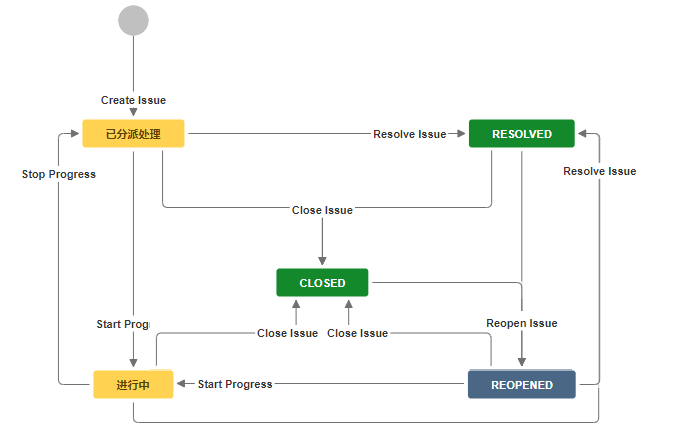 Create Issue
已分派处理
Resolve Issue
RESOLVED
Stop Progress
Resolve Issue
Close Issue
CLOSED
Start Prog
Reopen Issue
Close Issue
Close Issue
进行中
Start Progress
REOPENED